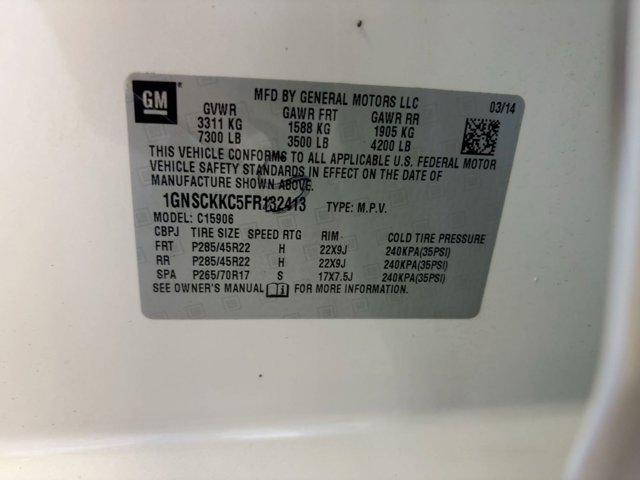 GM
MFD BY GENERAL MOTORS LLC 03/14
GVWR GAWR FRT GAWR RR
3311 KG 1588 KG 1905 KG
7300 LB 3500 LB 4200 LB
THIS VEHICLE CONFORMS TO ALL APPLICABLE U.S. FEDERAL MOTOR
VEHICLE SAFETY STANDARDS IN EFFECT ON THE DATE OF
MANUFACTURE SHOWN ABOVE.
1GNSCKKC5FR132413 TYPE: M.P.V.
MODEL: C15906
CBPJ TIRE SIZE SPEED RTG RIM COLD TIRE PRESSURE
FRT P285/45R22 H 22X9J 240KPA(35PSI)
RR P285/45R22 H 22X9J 240KPA(35PSI)
SPA P265/70R17 S 17X7.5J 240KPA(35PSI)
SEE OWNER'S MANUAL FOR MORE INFORMATION.